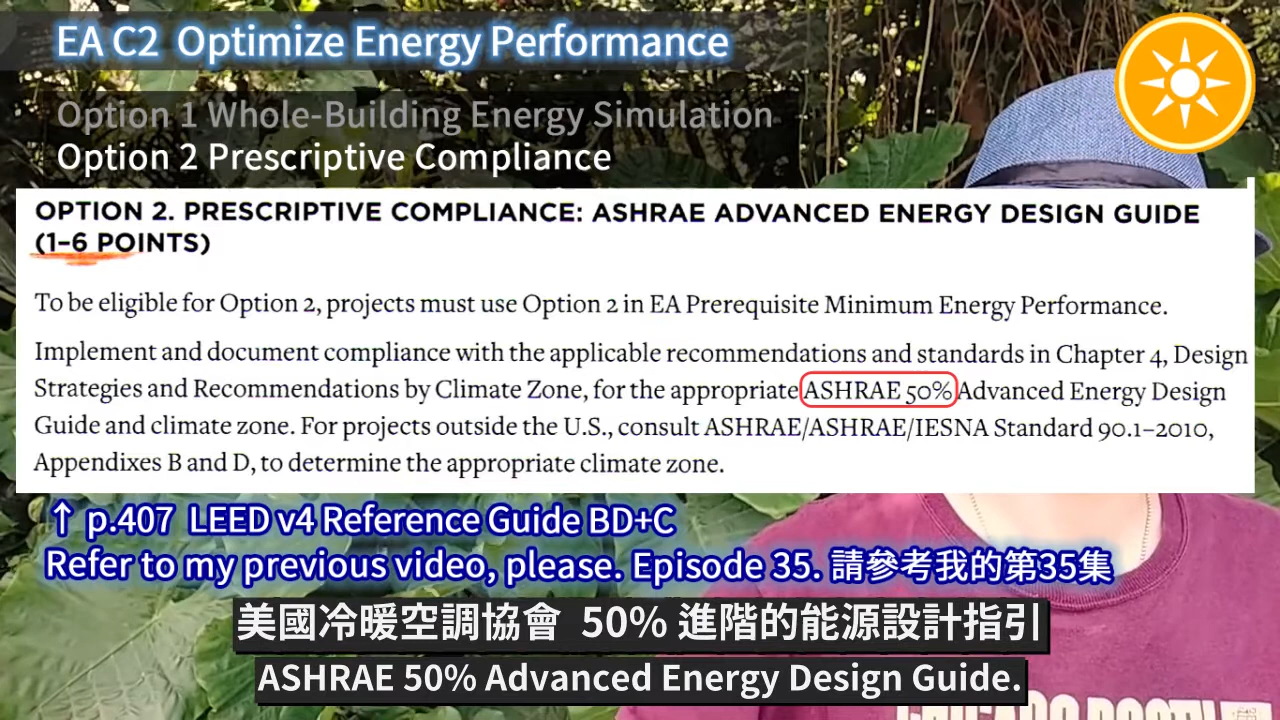 EA C2 Optimize Energy Performance
Option 1 Whole-Building Energy Simulation
Option 2 Prescriptive Compliance
OPTION 2. PRESCRIPTIVE COMPLIANCE: ASHRAE ADVANCED ENERGY DESIGN GUIDE
(1–6 POINTS)
To be eligible for Option 2, projects must use Option 2 in EA Prerequisite Minimum Energy Performance.
Implement and document compliance with the applicable recommendations and standards in Chapter 4, Design
Strategies and Recommendations by Climate Zone, for the appropriate ASHRAE 50% Advanced Energy Design
Guide and climate zone. For projects outside the U.S., consult ASHRAE/ASHRAE/IESNA Standard 90.1–2010,
Appendixes B and D, to determine the appropriate climate zone.
↑ p.407 LEED v4 Reference Guide BD+C
Refer to my previous video, please. Episode 35. 請參考我的第35集
美國冷暖空調協會 50% 進階的能源設計指引
ASHRAE 50% Advanced Energy Design Guide.